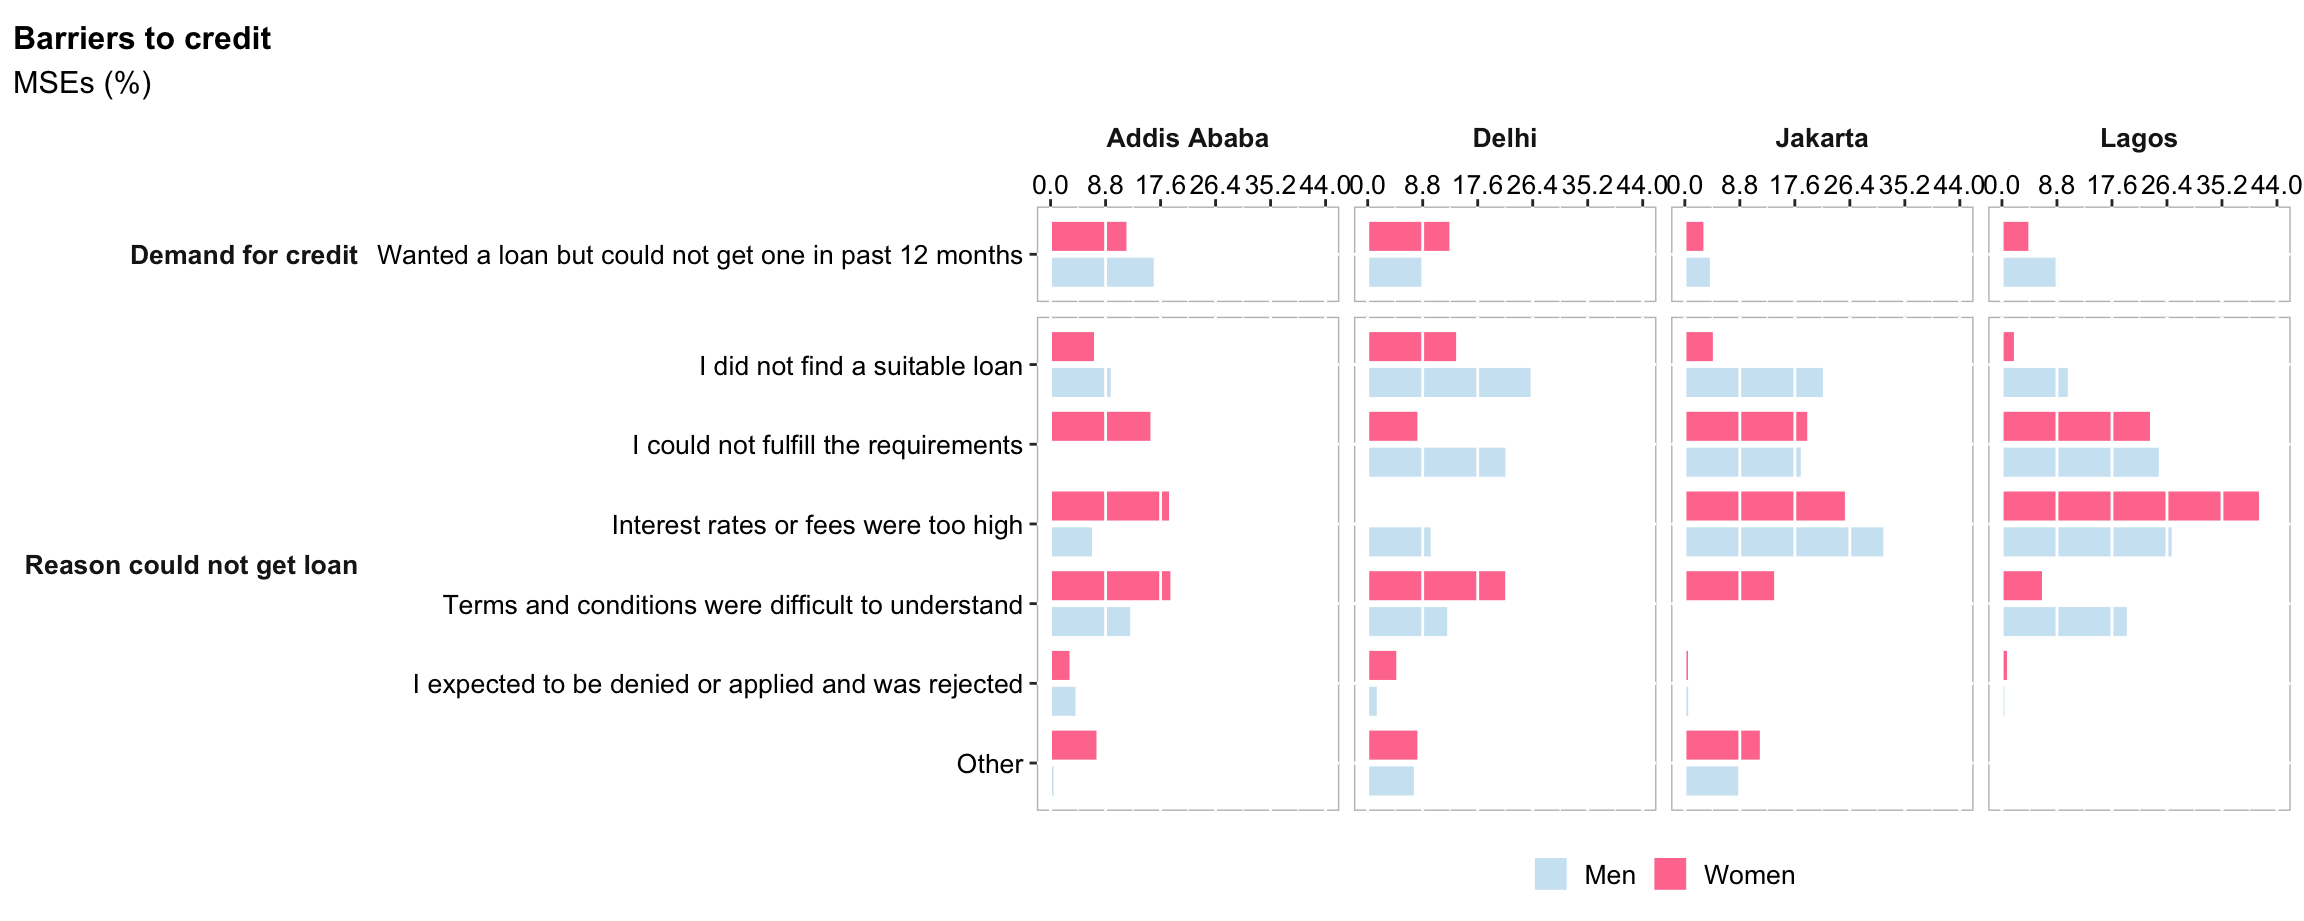 Barriers to credit
MSEs (%)
Addis Ababa Delhi Jakarta Lagos
0.0 8.8 17.6 26.4 35.2 44.0 0.0 8.8 17.6 26.4 35.2 44.0 0.0 8.8 17.6 26.4 35.2 44.0 0.0 8.8 17.6 26.4 35.2 44.0
Demand for credit Wanted a loan but could not get one in past 12 months
I did not find a suitable loan
I could not fulfill the requirements
Interest rates or fees were too high
Reason could not get loan
Terms and conditions were difficult to understand
I expected to be denied or applied and was rejected
Other
Men Women